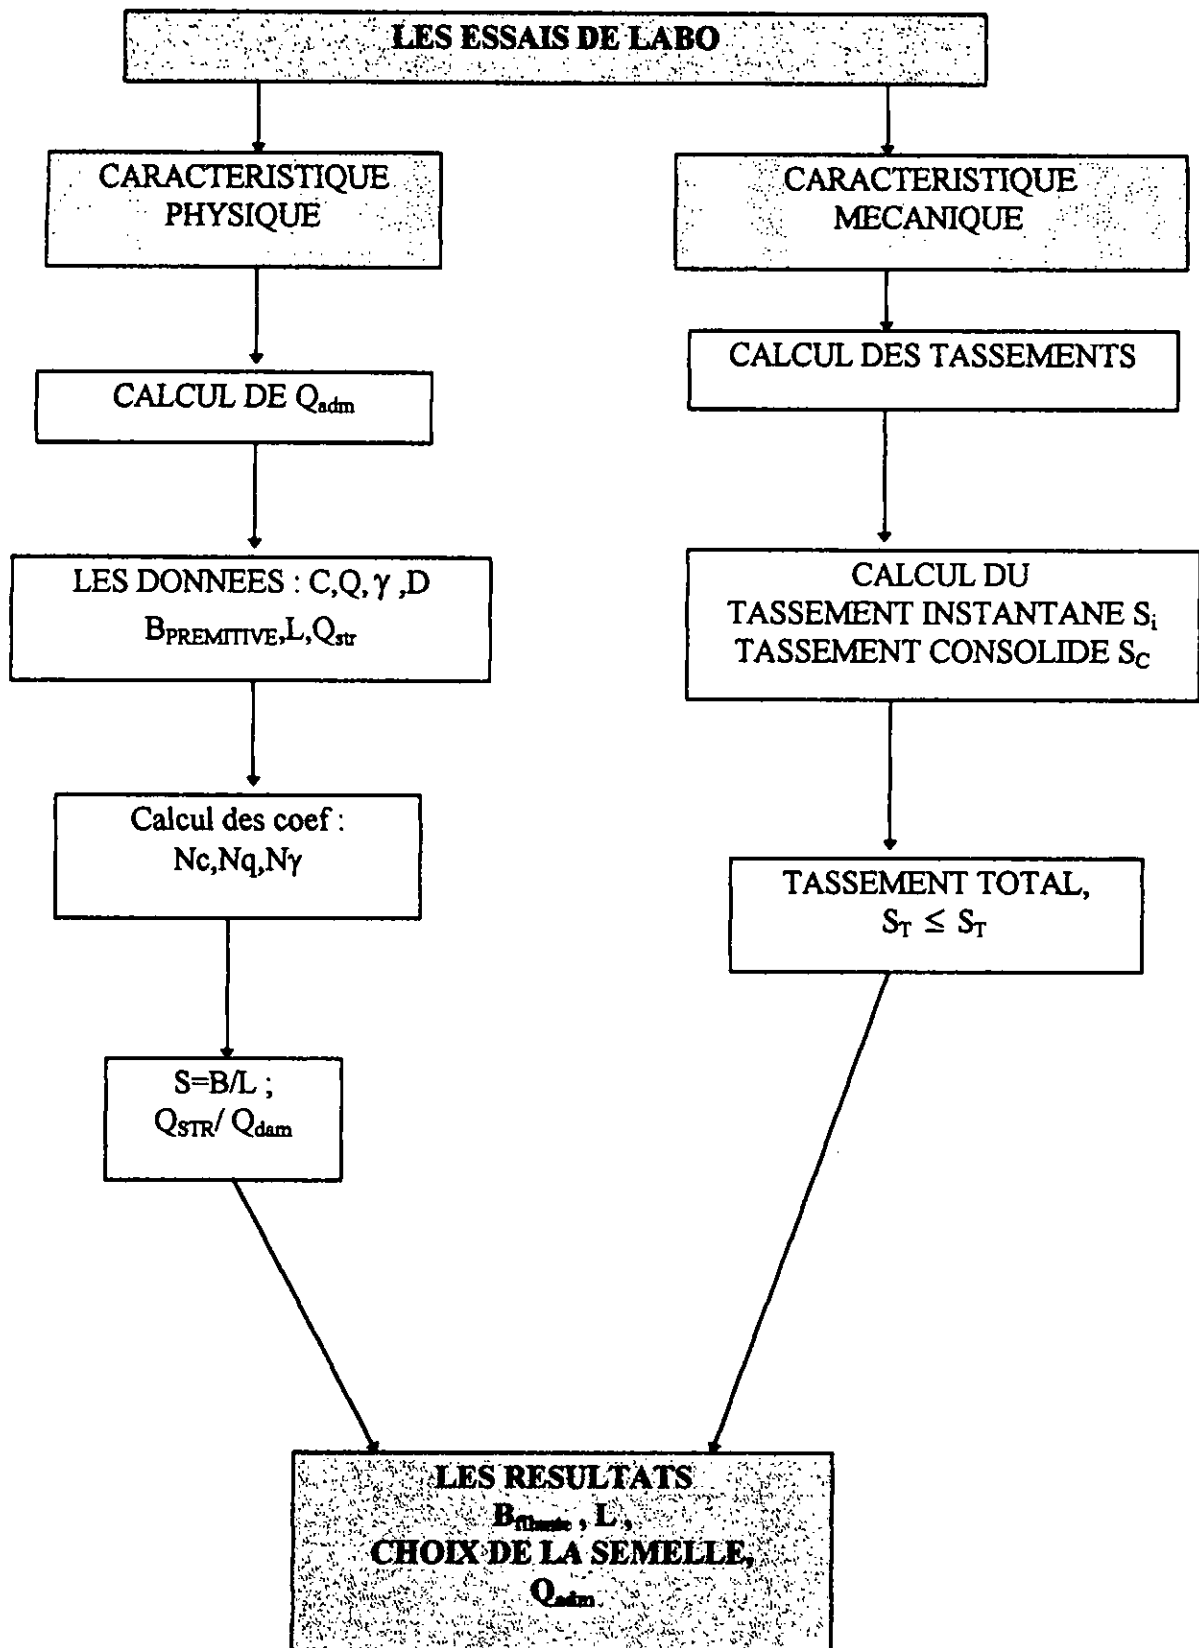 LES ESSAIS DE LABO
CARACTERISTIQUE
PHYSIQUE
CALCUL DE Qadm
LES DONNEES : C,Q,γ ,D
BPREMITIVE,L,Qstr
Calcul des coef :
Nc,Nq,Nγ
S=B/L ;
QSTR/ Qdam
CARACTERISTIQUE
MECANIQUE
CALCUL DES TASSEMENTS
CALCUL DU
TASSEMENT INSTANTANE Si
TASSEMENT CONSOLIDE SC
TASSEMENT TOTAL,
ST ≤ ST
LES RESULTATS
Bfilante , L ,
CHOIX DE LA SEMELLE,
Qadm